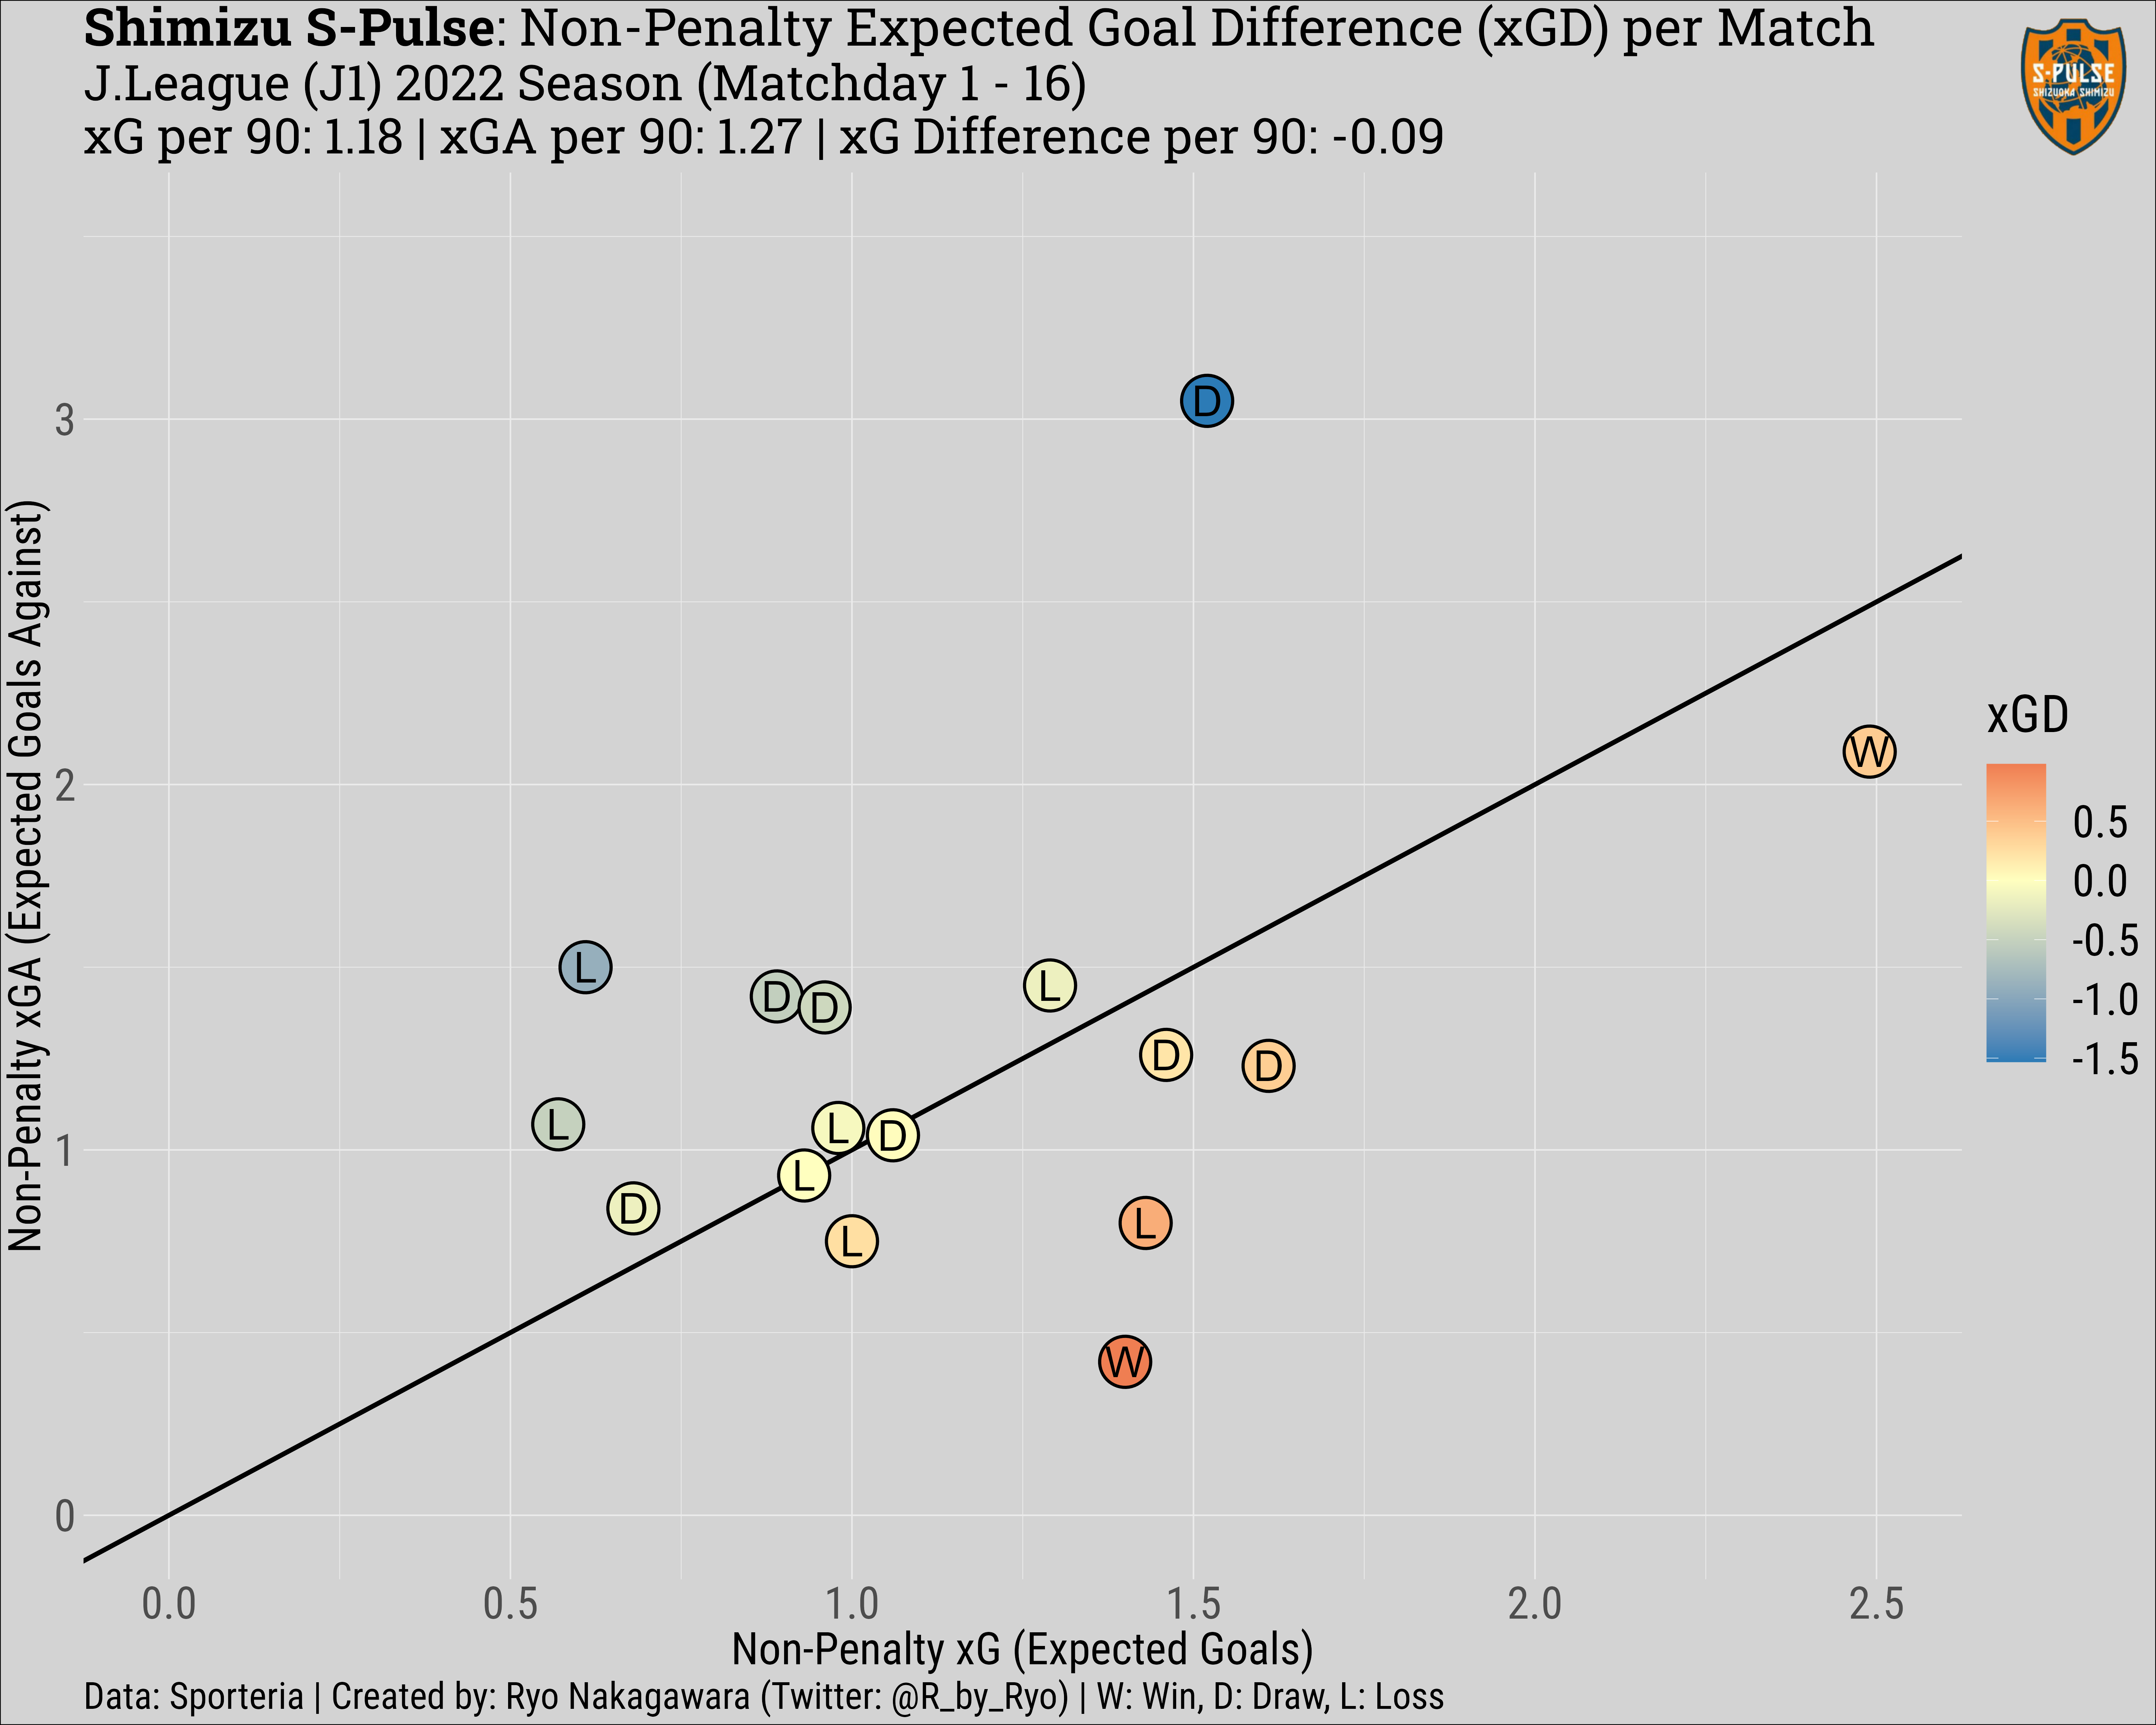 Shimizu S-Pulse: Non-Penalty Expected Goal Difference (xGD) per Match
J.League (J1) 2022 Season (Matchday 1 - 16)
xG per 90: 1.18 | xGA per 90: 1.27 | xG Difference per 90: -0.09
S-PULSE
SHIZUOKA SHIMIZU
Non-Penalty xGA (Expected Goals Against)
3
2
1
0
D
W
L
D
D
L
D
D
L
L
D
L
D
L
L
W
xGD
0.5
0.0
-0.5
-1.0
-1.5
0.0
0.5
1.0
1.5
2.0
2.5
Non-Penalty xG (Expected Goals)
Data: Sporteria | Created by: Ryo Nakagawara (Twitter: @R_by_Ryo) | W: Win, D: Draw, L: Loss